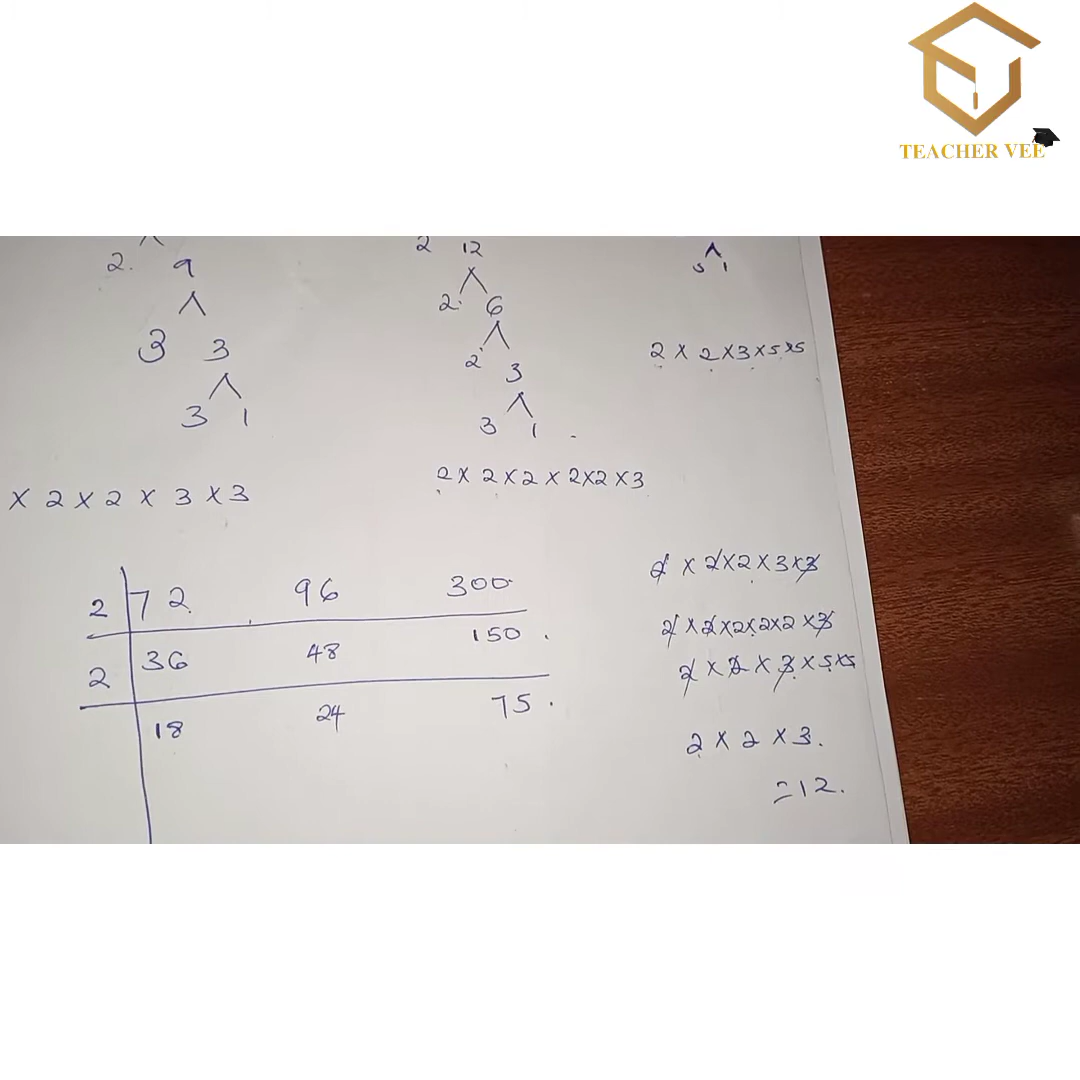 TEACHER VEE
2. 9
3 3
3 1
2 12
2. 6
2 3
3 1
1
2 X 2 X 3 X 5 X 5
X 2 X 2 X 3 X 3
2 X 2 X 2 X 2 X 2 X 3
2 72 96 300
2 36 48 150.
18 24 75.
2 X 2 X 2 X 3 X 3
2 X 2 X 2 X 2 X 2 X 3
2 X 2 X 3 X 5 X 5
2 X 2 X 3.
= 12.